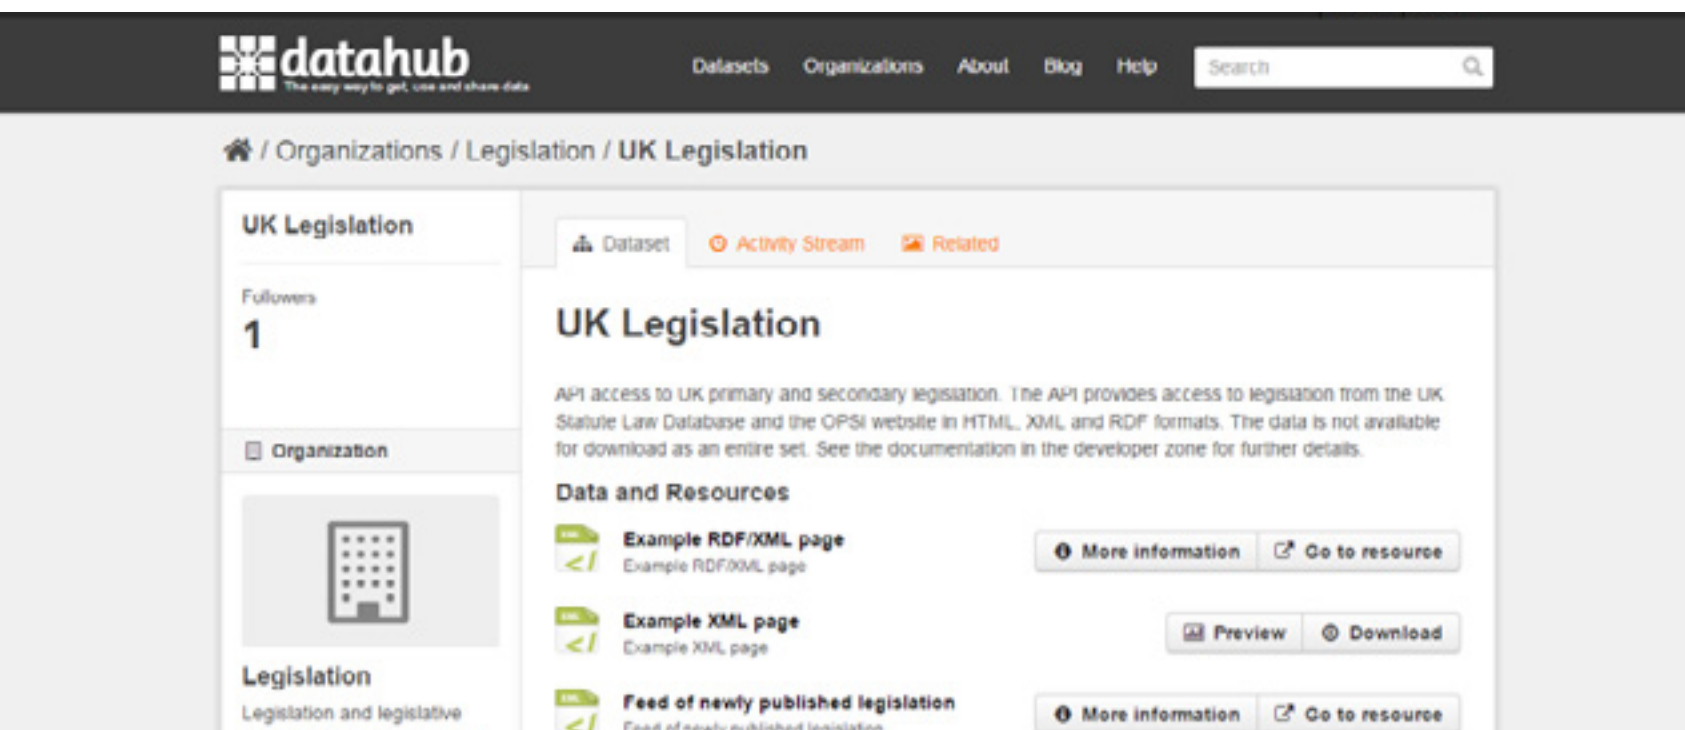 datahub
The easy way to get, use and share data
Datasets Organizations About Blog Help Search
/ Organizations / Legislation / UK Legislation
UK Legislation
Followers
1
Organization
Legislation
Legislation and legislative
Dataset Activity Stream Related
UK Legislation
API access to UK primary and secondary legislation. The API provides access to legislation from the UK
Statute Law Database and the OPSI website in HTML, XML and RDF formats. The data is not available
for download as an entire set. See the documentation in the developer zone for further details.
Data and Resources
Example RDF/XML page
Example RDF/XML page
More information Go to resource
Example XML page
Example XML page
Preview Download
Feed of newly published legislation
Feed of newly published legislation
More information Go to resource